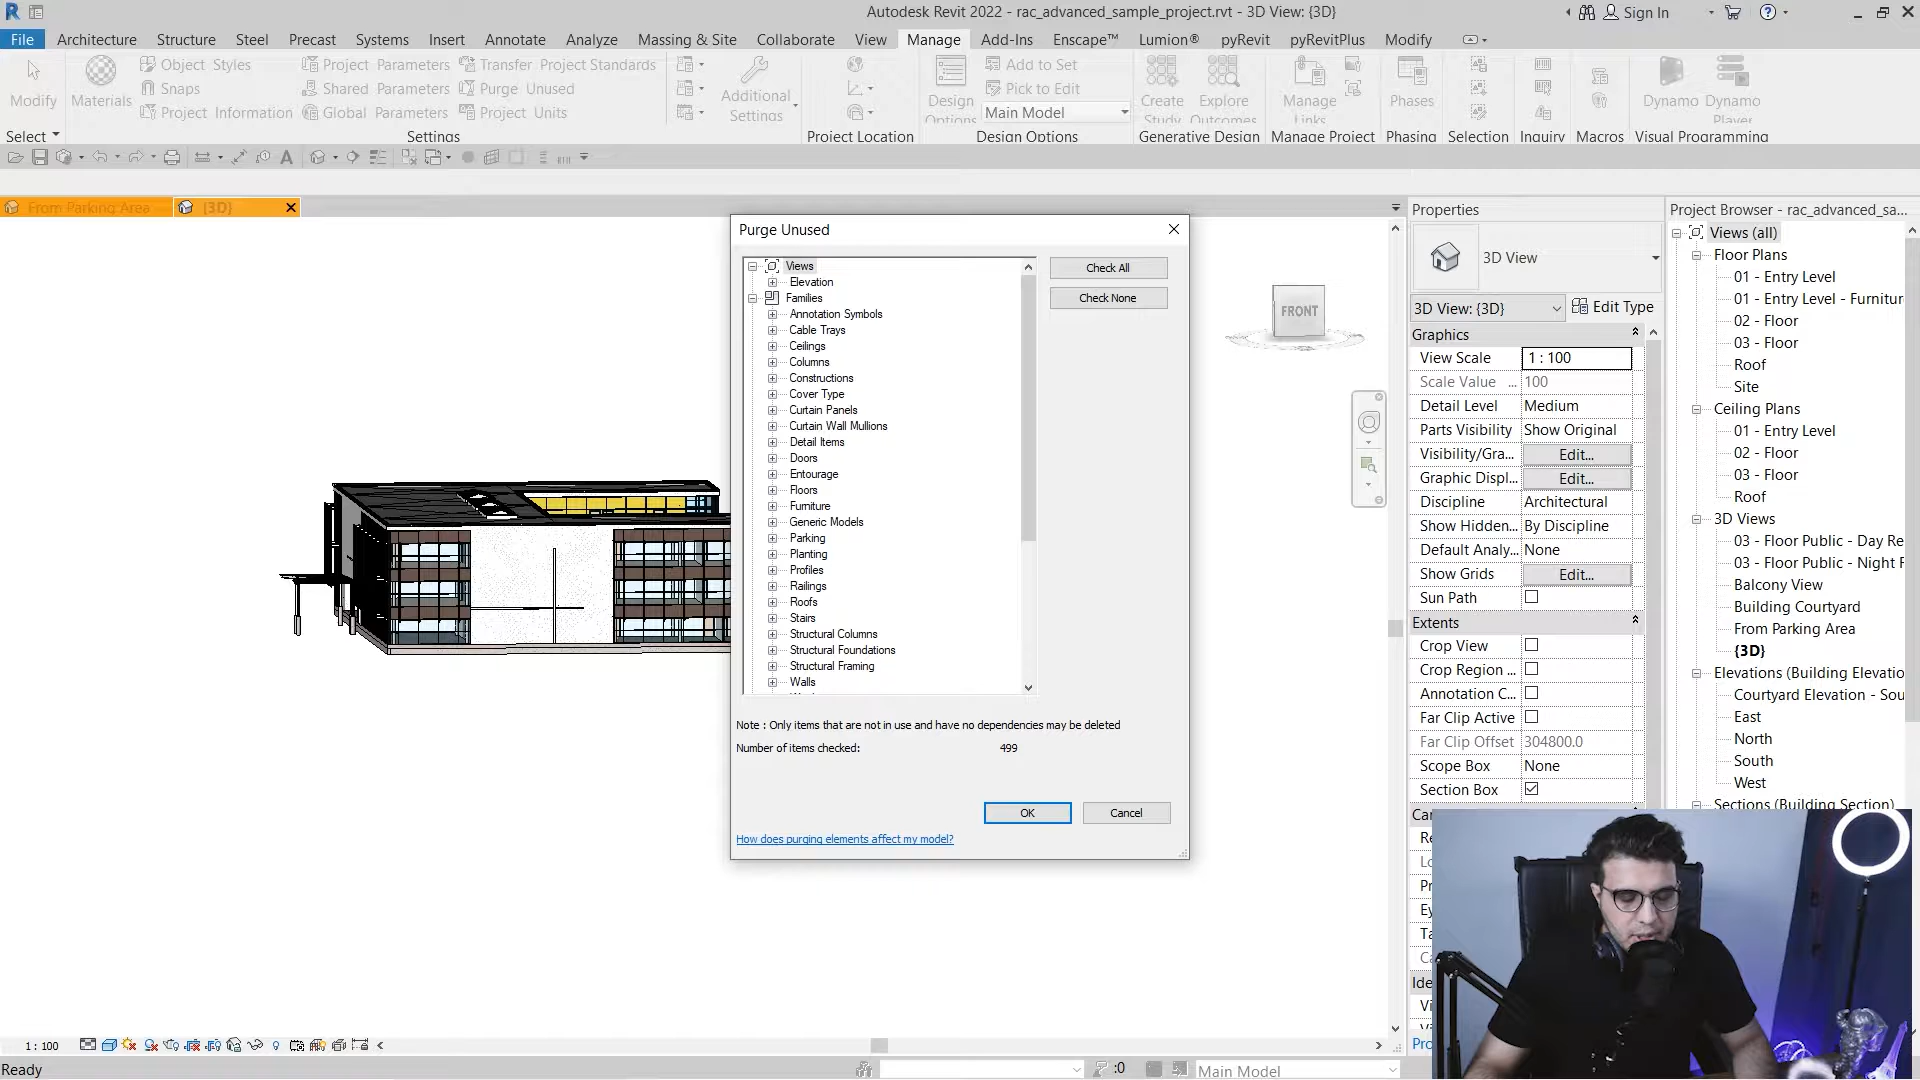 Autodesk Revit 2022 - rac_advanced_sample_project.rvt - 3D View: {3D}
Sign In
File Architecture Structure Steel Precast Systems Insert Annotate Analyze Massing & Site Collaborate View Manage Add-Ins Enscape™ Lumion® pyRevit pyRevitPlus Modify
Modify
Materials
Object Styles
Snaps
Project Information
Project Parameters
Shared Parameters
Global Parameters
Transfer Project Standards
Purge Unused
Project Units
Additional Settings
Design Options
Add to Set
Pick to Edit
Main Model
Create Study
Explore Outcomes
Manage Links
Phases
Dynamo
Dynamo Player
Select
Settings
Project Location
Design Options
Generative Design
Manage Project
Phasing
Selection
Inquiry
Macros
Visual Programming
From Parking Area
{3D}
FRONT
Purge Unused
Views
Elevation
Families
Annotation Symbols
Cable Trays
Ceilings
Columns
Constructions
Cover Type
Curtain Panels
Curtain Wall Mullions
Detail Items
Doors
Entourage
Floors
Furniture
Generic Models
Parking
Planting
Profiles
Railings
Roofs
Stairs
Structural Columns
Structural Foundations
Structural Framing
Walls
Check All
Check None
Note : Only items that are not in use and have no dependencies may be deleted
Number of items checked: 499
OK
Cancel
How does purging elements affect my model?
Properties
3D View
3D View: {3D}
Edit Type
Graphics
View Scale 1 : 100
Scale Value ... 100
Detail Level Medium
Parts Visibility Show Original
Visibility/Gra... Edit...
Graphic Displ... Edit...
Discipline Architectural
Show Hidden... By Discipline
Default Analy... None
Show Grids Edit...
Sun Path
Extents
Crop View
Crop Region ...
Annotation C...
Far Clip Active
Far Clip Offset 304800.0
Scope Box None
Section Box
Project Browser - rac_advanced_sa...
Views (all)
Floor Plans
01 - Entry Level
01 - Entry Level - Furnitur
02 - Floor
03 - Floor
Roof
Site
Ceiling Plans
01 - Entry Level
02 - Floor
03 - Floor
Roof
3D Views
03 - Floor Public - Day Re
03 - Floor Public - Night R
Balcony View
Building Courtyard
From Parking Area
{3D}
Elevations (Building Elevatio
Courtyard Elevation - Sou
East
North
South
West
Sections (Building Section)
1 : 100
Ready
:0
Main Model